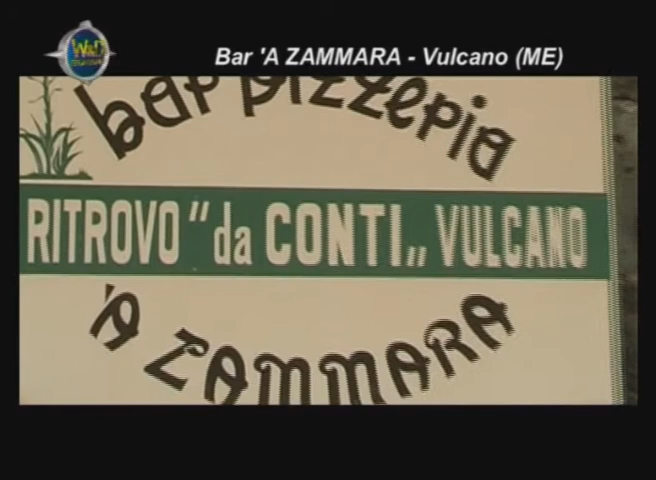 W&D
Bar 'A ZAMMARA - Vulcano (ME)
bar pizzeria
RITROVO "da CONTI„ VULCANO
'A ZAMMARA